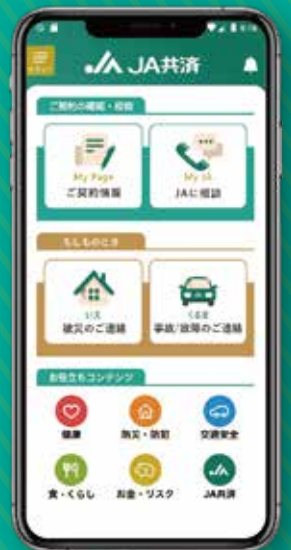 JA共済
ご契約の確認・相談
My Page
ご契約情報
My JA
JAに相談
もしものとき
いえ
被災のご連絡
くるま
事故/故障のご連絡
お役立ちコンテンツ
健康
防災・防犯
交通安全
食・くらし
お金・リスク
JA共済